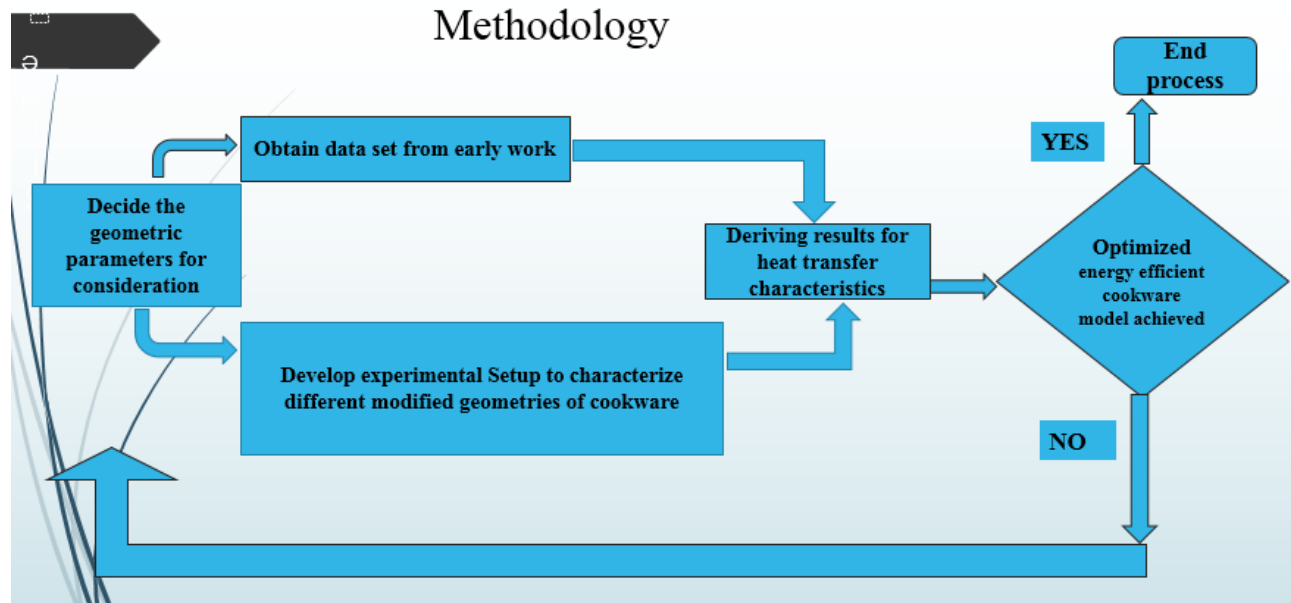 Methodology
End
process
YES
Obtain data set from early work
Decide the
geometric
parameters for
consideration
Deriving results for
heat transfer
characteristics
Optimized
energy efficient
cookware
model achieved
Develop experimental Setup to characterize
different modified geometries of cookware
NO